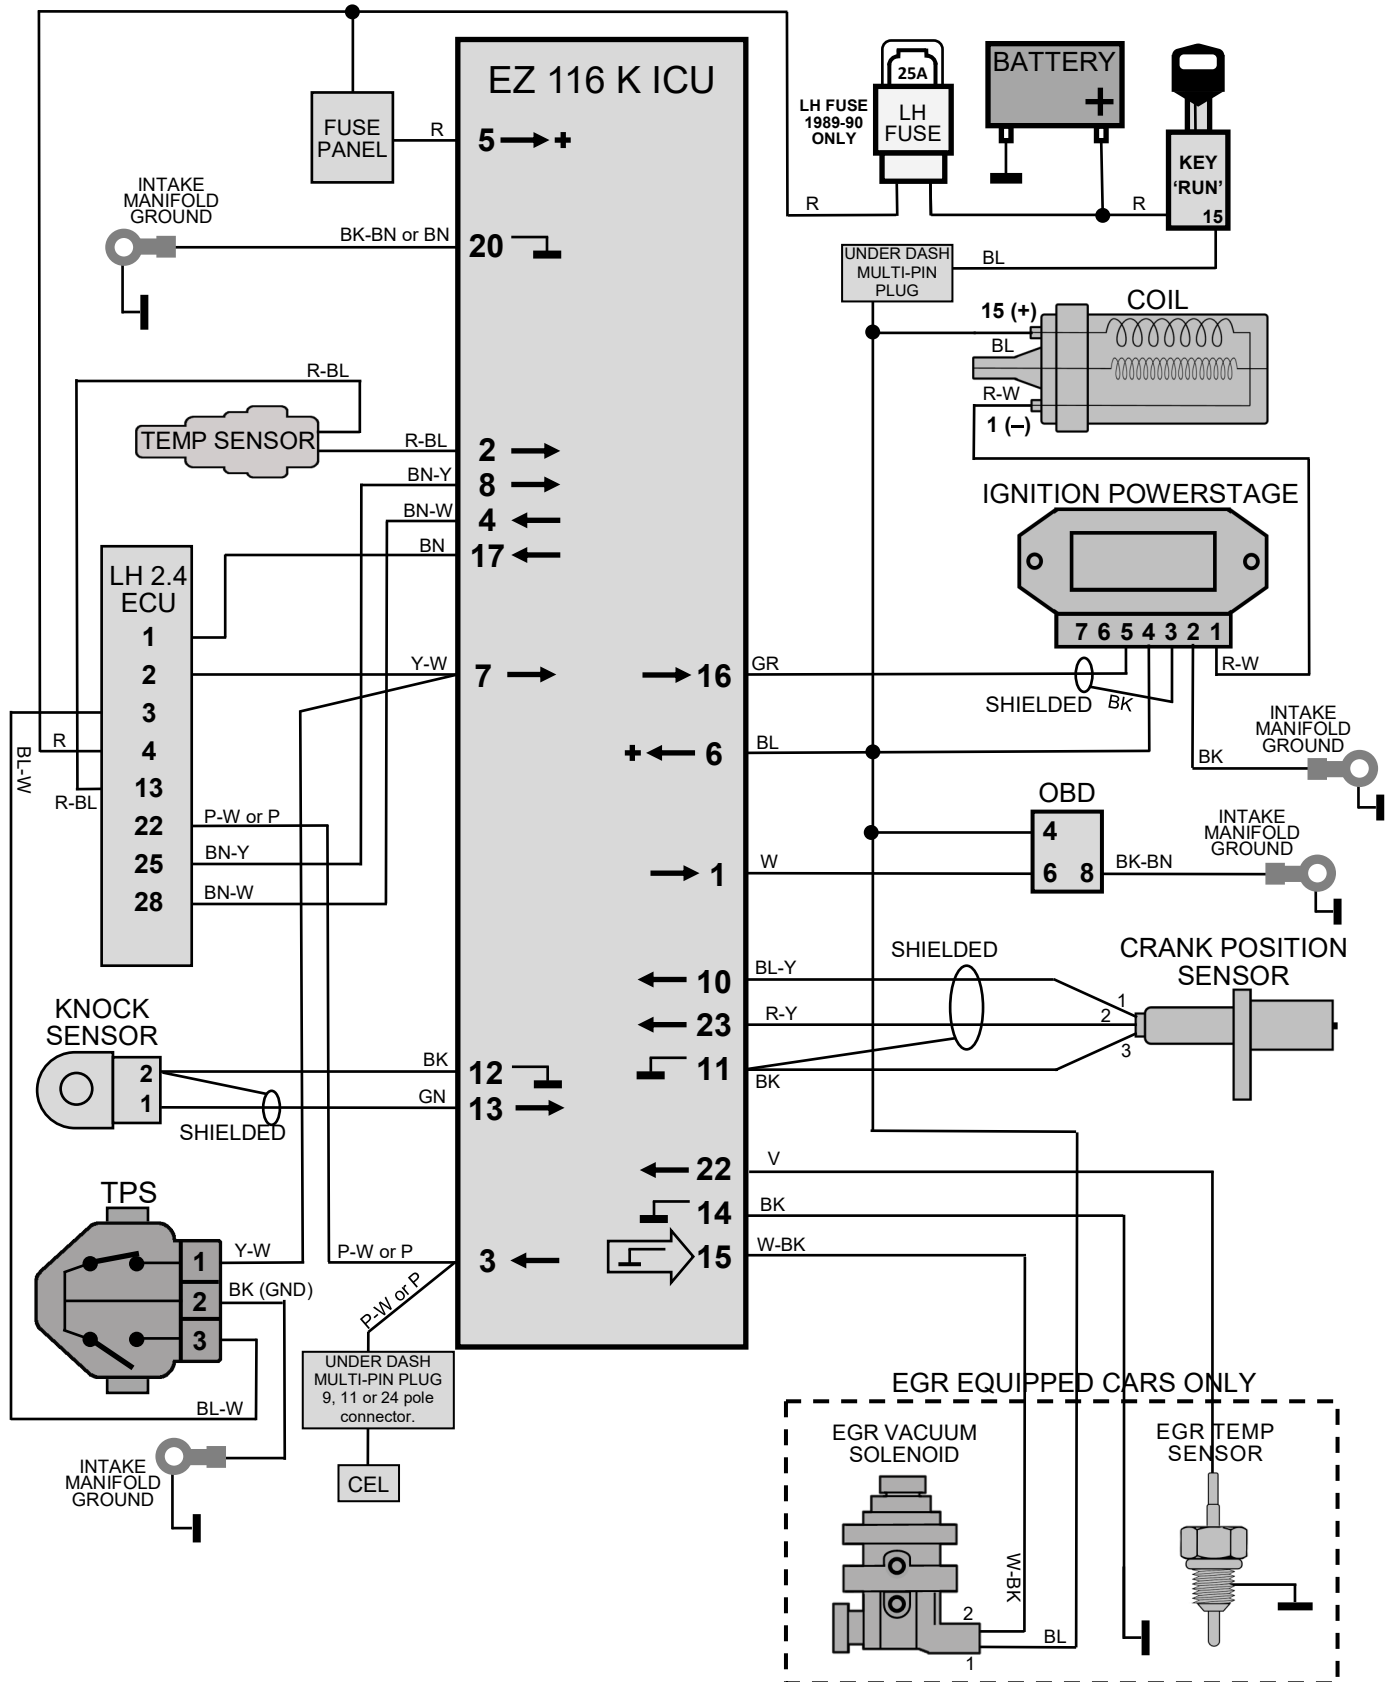 EZ 116 K ICU
FUSE
PANEL
R
5
+
INTAKE
MANIFOLD
GROUND
BK-BN or BN
20
R-BL
TEMP SENSOR
R-BL
2
BN-Y
8
BN-W
4
BN
17
LH 2.4
ECU
1
2
3
4
13
22
25
28
Y-W
7
R
BL-W
R-BL
P-W or P
BN-Y
BN-W
KNOCK
SENSOR
2
1
BK
12
GN
13
SHIELDED
TPS
1
2
3
Y-W
BK (GND)
BL-W
P-W or P
3
P-W or P
UNDER DASH
MULTI-PIN PLUG
9, 11 or 24 pole
connector.
CEL
INTAKE
MANIFOLD
GROUND
LH FUSE
1989-90
ONLY
25A
LH
FUSE
BATTERY
+
KEY
'RUN'
15
R
R
UNDER DASH
MULTI-PIN
PLUG
BL
COIL
15 (+)
BL
R-W
1 (–)
IGNITION POWERSTAGE
7 6 5 4 3 2 1
R-W
16
GR
SHIELDED
BK
INTAKE
MANIFOLD
GROUND
BK
+
6
BL
OBD
4
6 8
1
W
BK-BN
INTAKE
MANIFOLD
GROUND
SHIELDED
CRANK POSITION
SENSOR
10
BL-Y
1
23
R-Y
2
11
BK
3
22
V
14
BK
15
W-BK
EGR EQUIPPED CARS ONLY
EGR VACUUM
SOLENOID
EGR TEMP
SENSOR
W-BK
2
BL
1